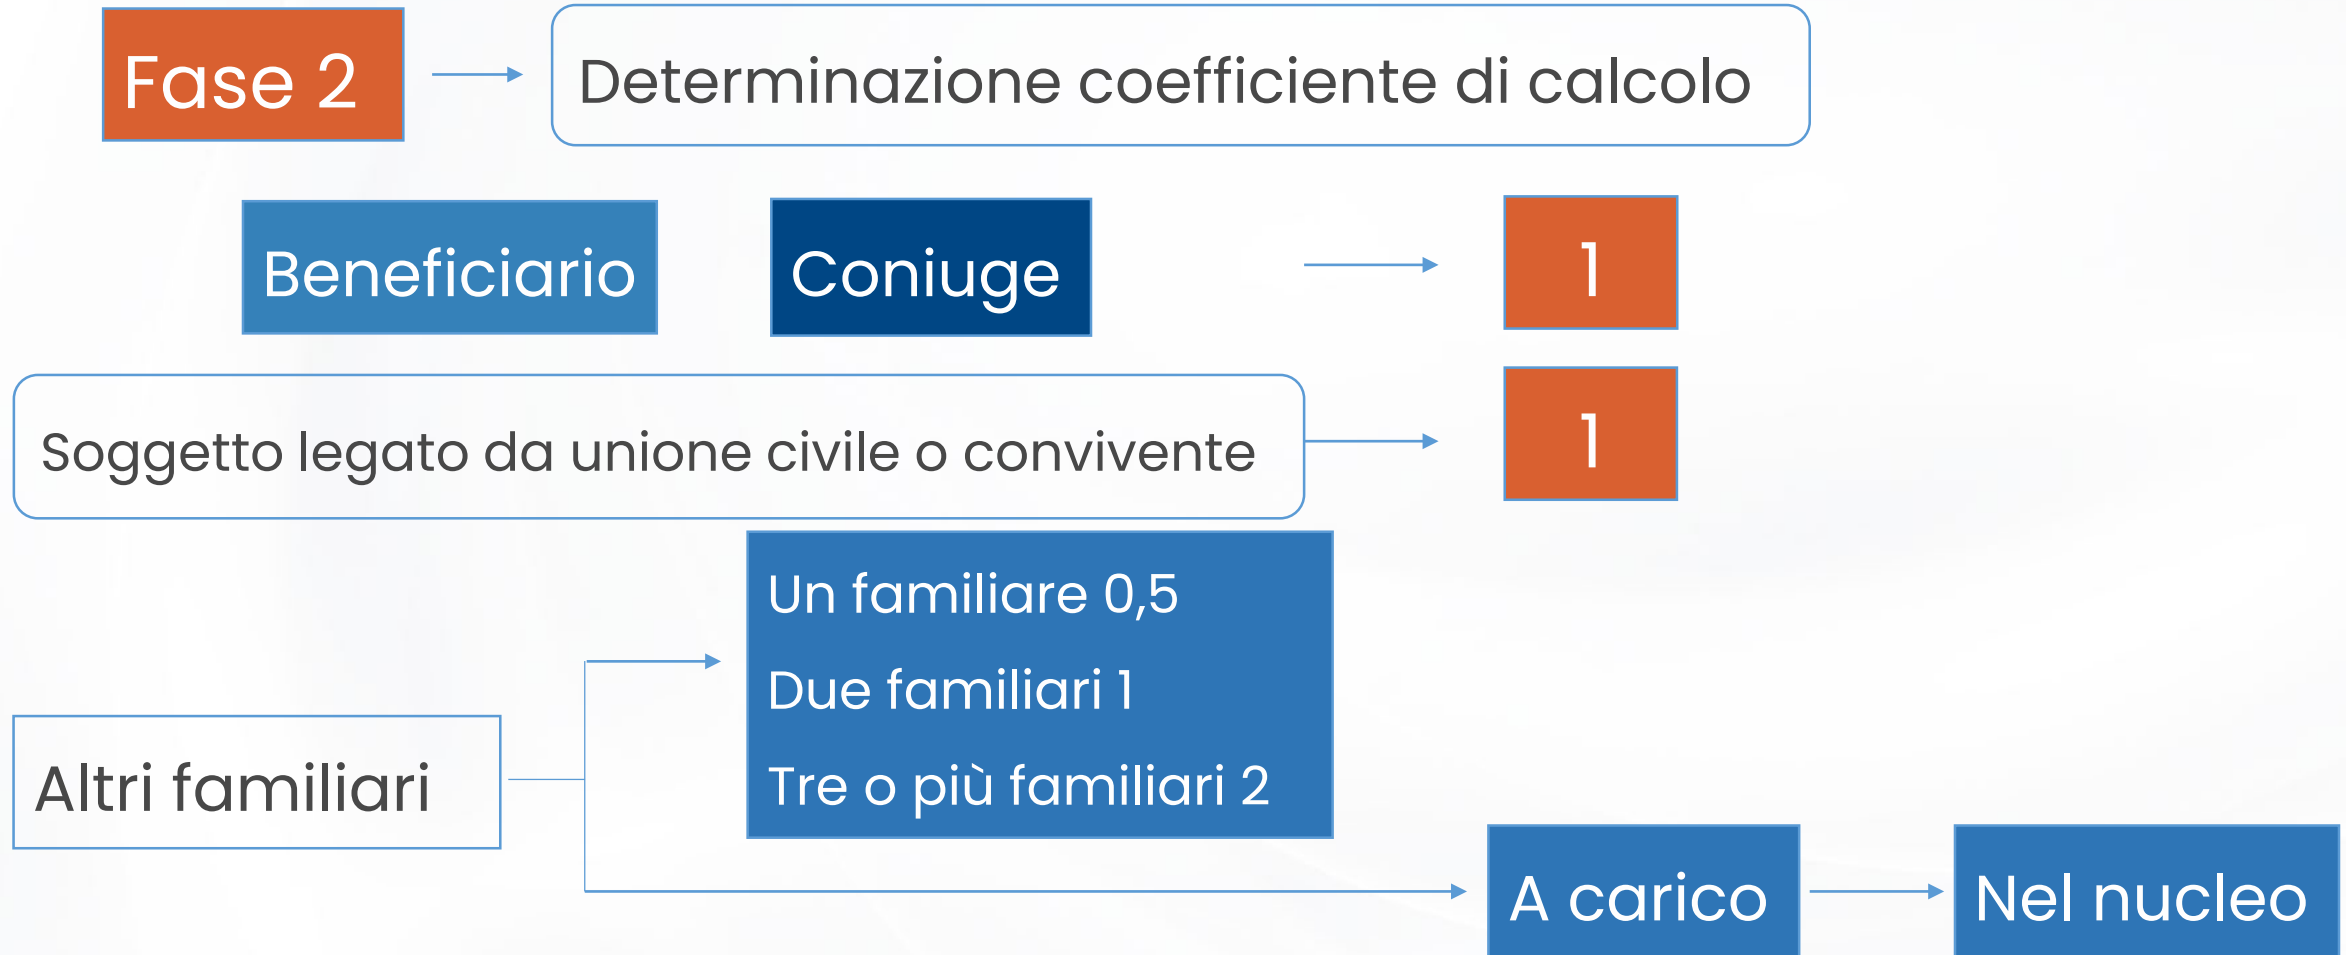 Fase 2
Determinazione coefficiente di calcolo
Beneficiario
Coniuge
1
Soggetto legato da unione civile o convivente
1
Un familiare 0,5
Due familiari 1
Tre o più familiari 2
Altri familiari
A carico
Nel nucleo